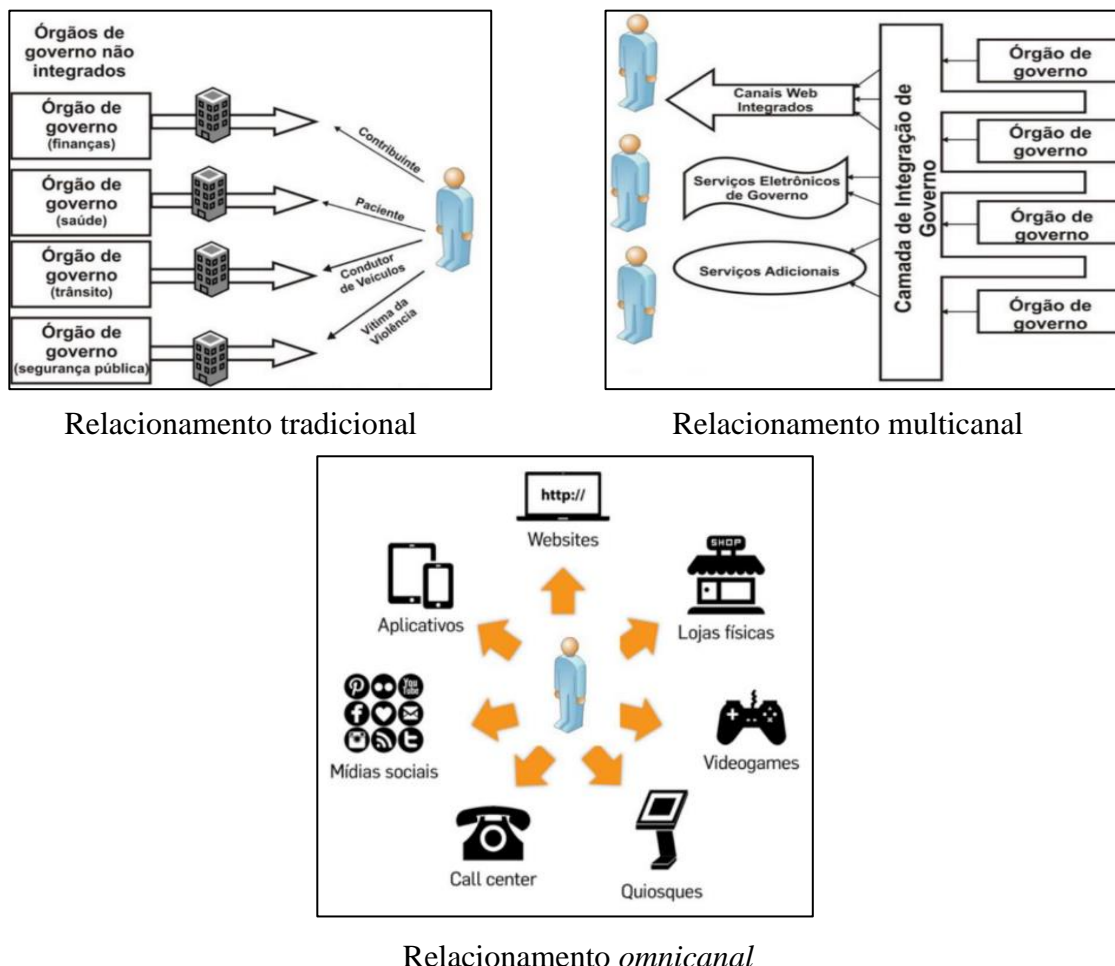 Órgãos de
governo não
integrados
Órgão de
governo
(finanças)
Órgão de
governo
(saúde)
Órgão de
governo
(trânsito)
Órgão de
governo
(segurança pública)
Contribuinte
Paciente
Condutor
de Veículos
Vítima da
Violência
Relacionamento tradicional
Canais Web
Integrados
Serviços Eletrônicos
de Governo
Serviços Adicionais
Camada de Integração de
Governo
Órgão de
governo
Órgão de
governo
Órgão de
governo
Órgão de
governo
Relacionamento multicanal
http://
Websites
SHOP
Lojas físicas
Aplicativos
You
Tube
Mídias sociais
Videogames
Call center
Quiosques
Relacionamento omnicanal